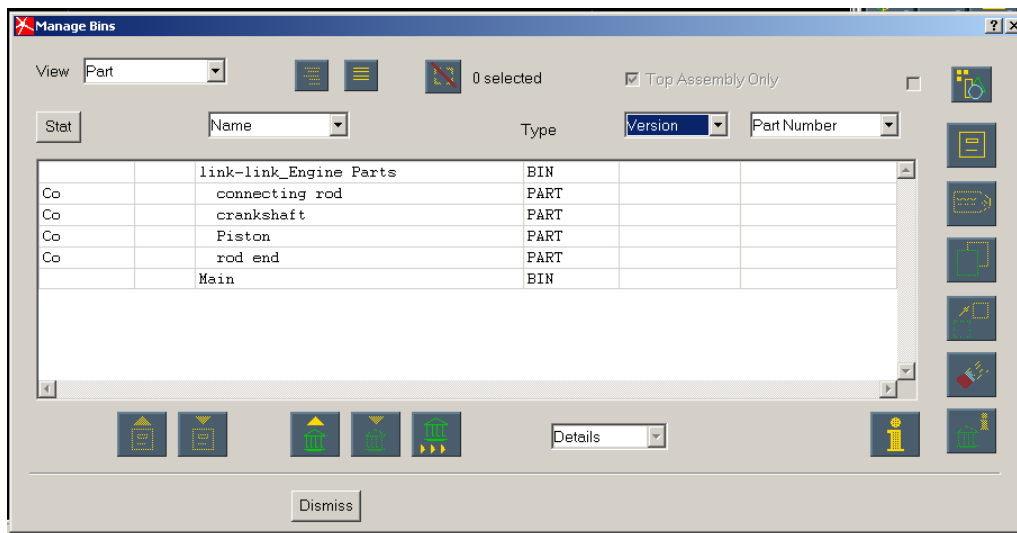 Manage Bins
View Part 0 selected Top Assembly Only
Stat Name Type Version Part Number
link-link_Engine Parts BIN
Co connecting rod PART
Co crankshaft PART
Co Piston PART
Co rod end PART
Main BIN
Details
Dismiss